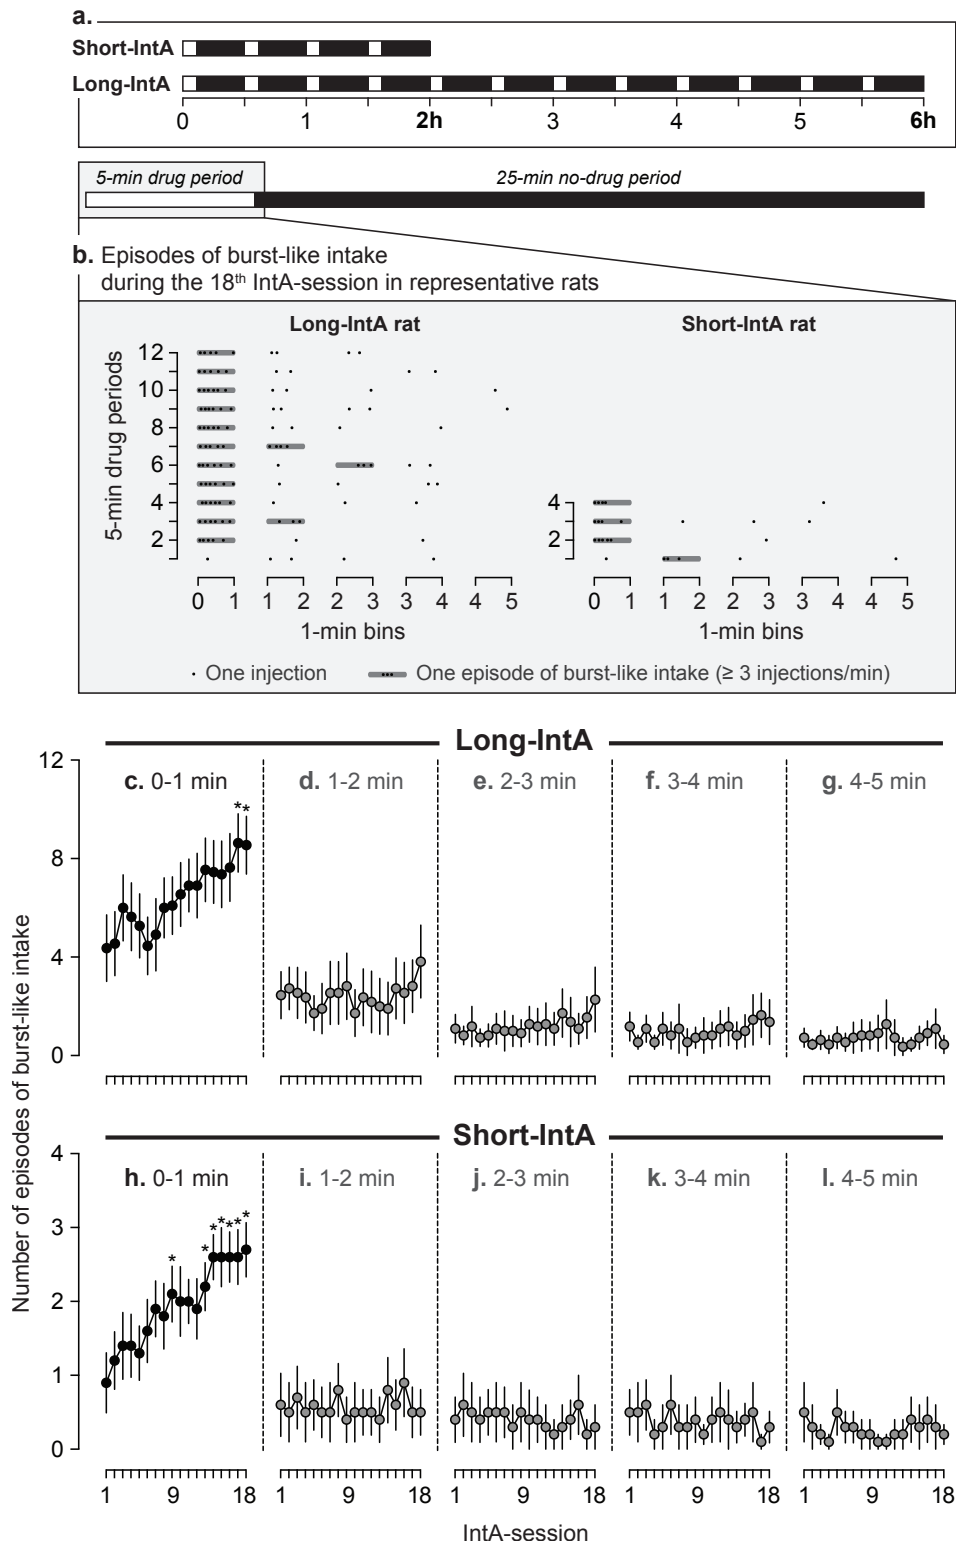 a.
Short-IntA
Long-IntA
0 1 2h 3 4 5 6h
5-min drug period 25-min no-drug period
b. Episodes of burst-like intake
during the 18th IntA-session in representative rats
Long-IntA rat Short-IntA rat
5-min drug periods
12
10
8
6
4
2
4
2
0 1 1 2 2 3 3 4 4 5
0 1 1 2 2 3 3 4 4 5
1-min bins 1-min bins
· One injection One episode of burst-like intake (≥ 3 injections/min)
Long-IntA
Number of episodes of burst-like intake
12
8
4
0
c. 0-1 min d. 1-2 min e. 2-3 min f. 3-4 min g. 4-5 min
* *
Short-IntA
4
3
2
1
0
h. 0-1 min i. 1-2 min j. 2-3 min k. 3-4 min l. 4-5 min
* * * * * * *
1 9 18 1 9 18 1 9 18 1 9 18 1 9 18
IntA-session